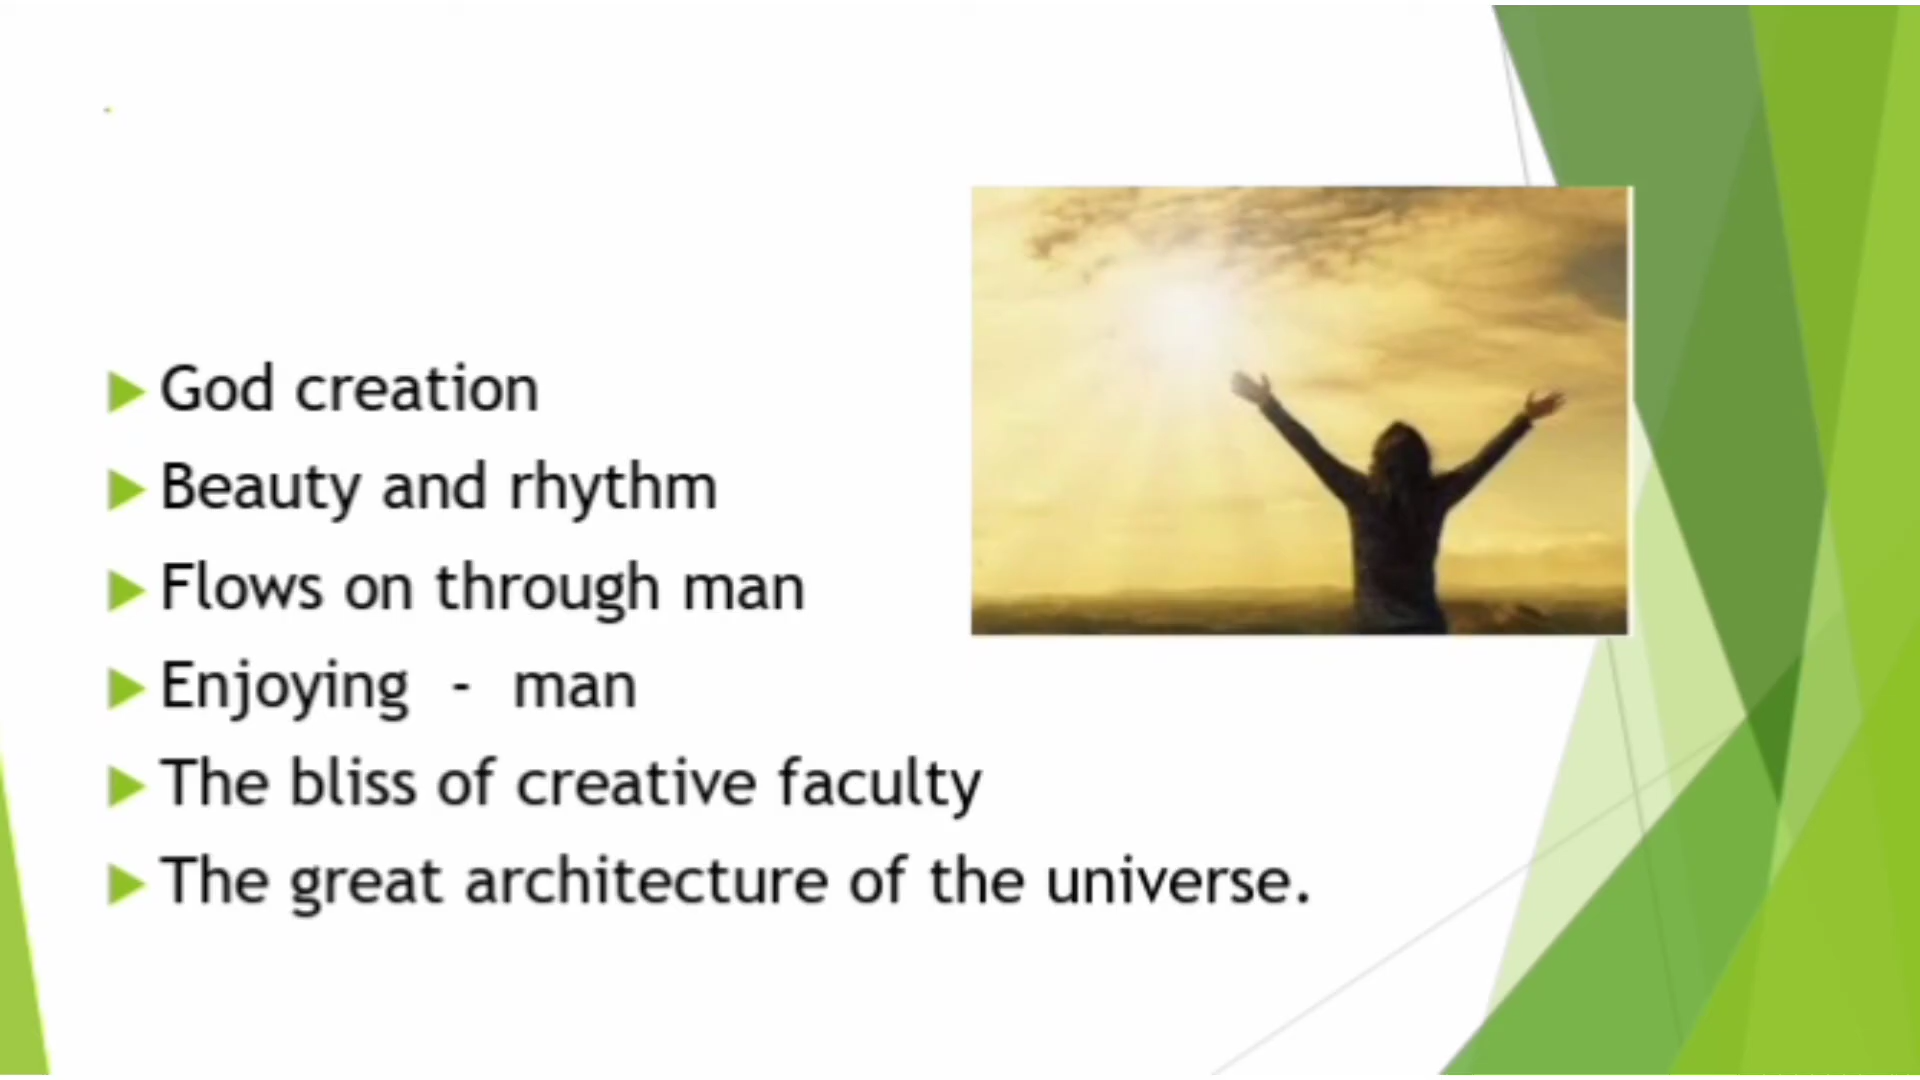 God creation
Beauty and rhythm
Flows on through man
Enjoying - man
The bliss of creative faculty
The great architecture of the universe.